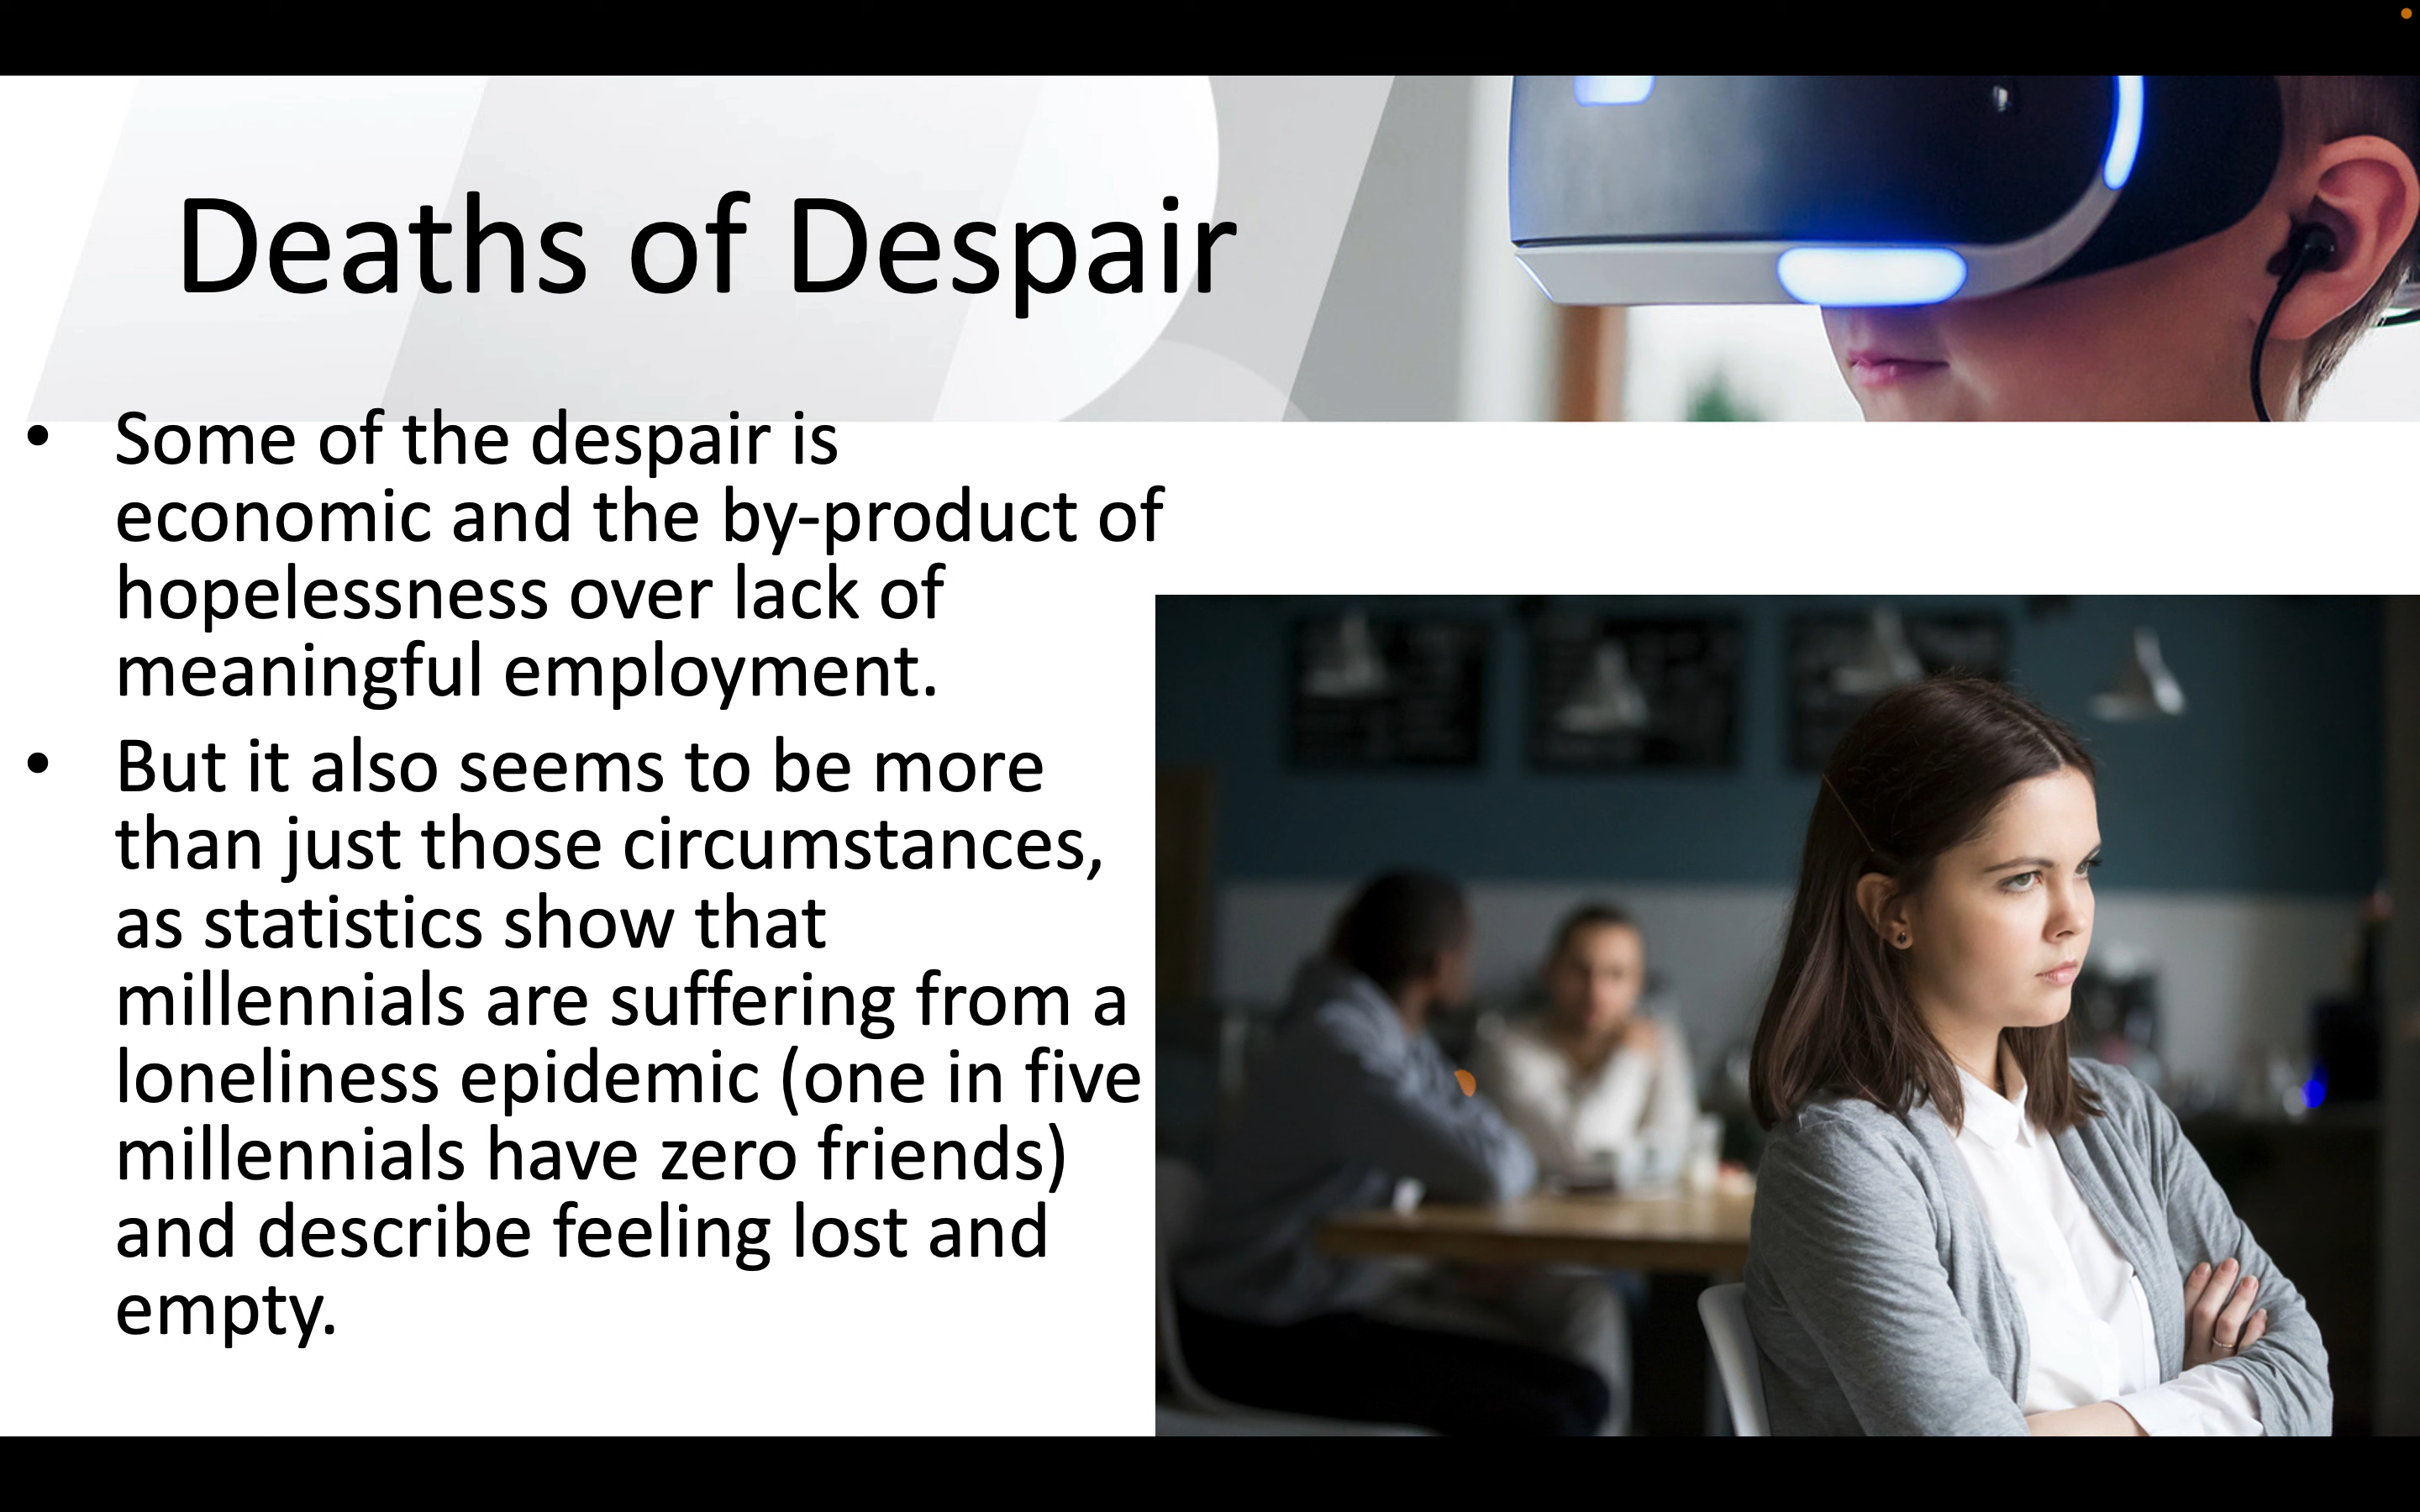 Deaths of Despair
• Some of the despair is
economic and the by-product of
hopelessness over lack of
meaningful employment.
• But it also seems to be more
than just those circumstances,
as statistics show that
millennials are suffering from a
loneliness epidemic (one in five
millennials have zero friends)
and describe feeling lost and
empty.